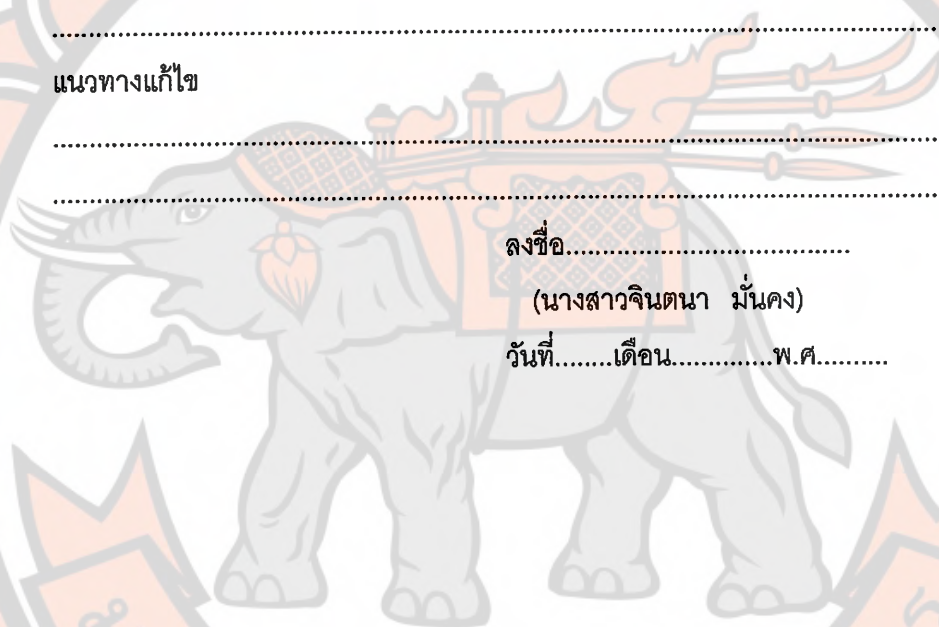 ........................................................................................................................
แนวทางแก้ไข
........................................................................................................................
........................................................................................................................
ลงชื่อ.......................................
(นางสาวจินตนา มั่นคง)
วันที่........เดือน..............พ.ศ..........